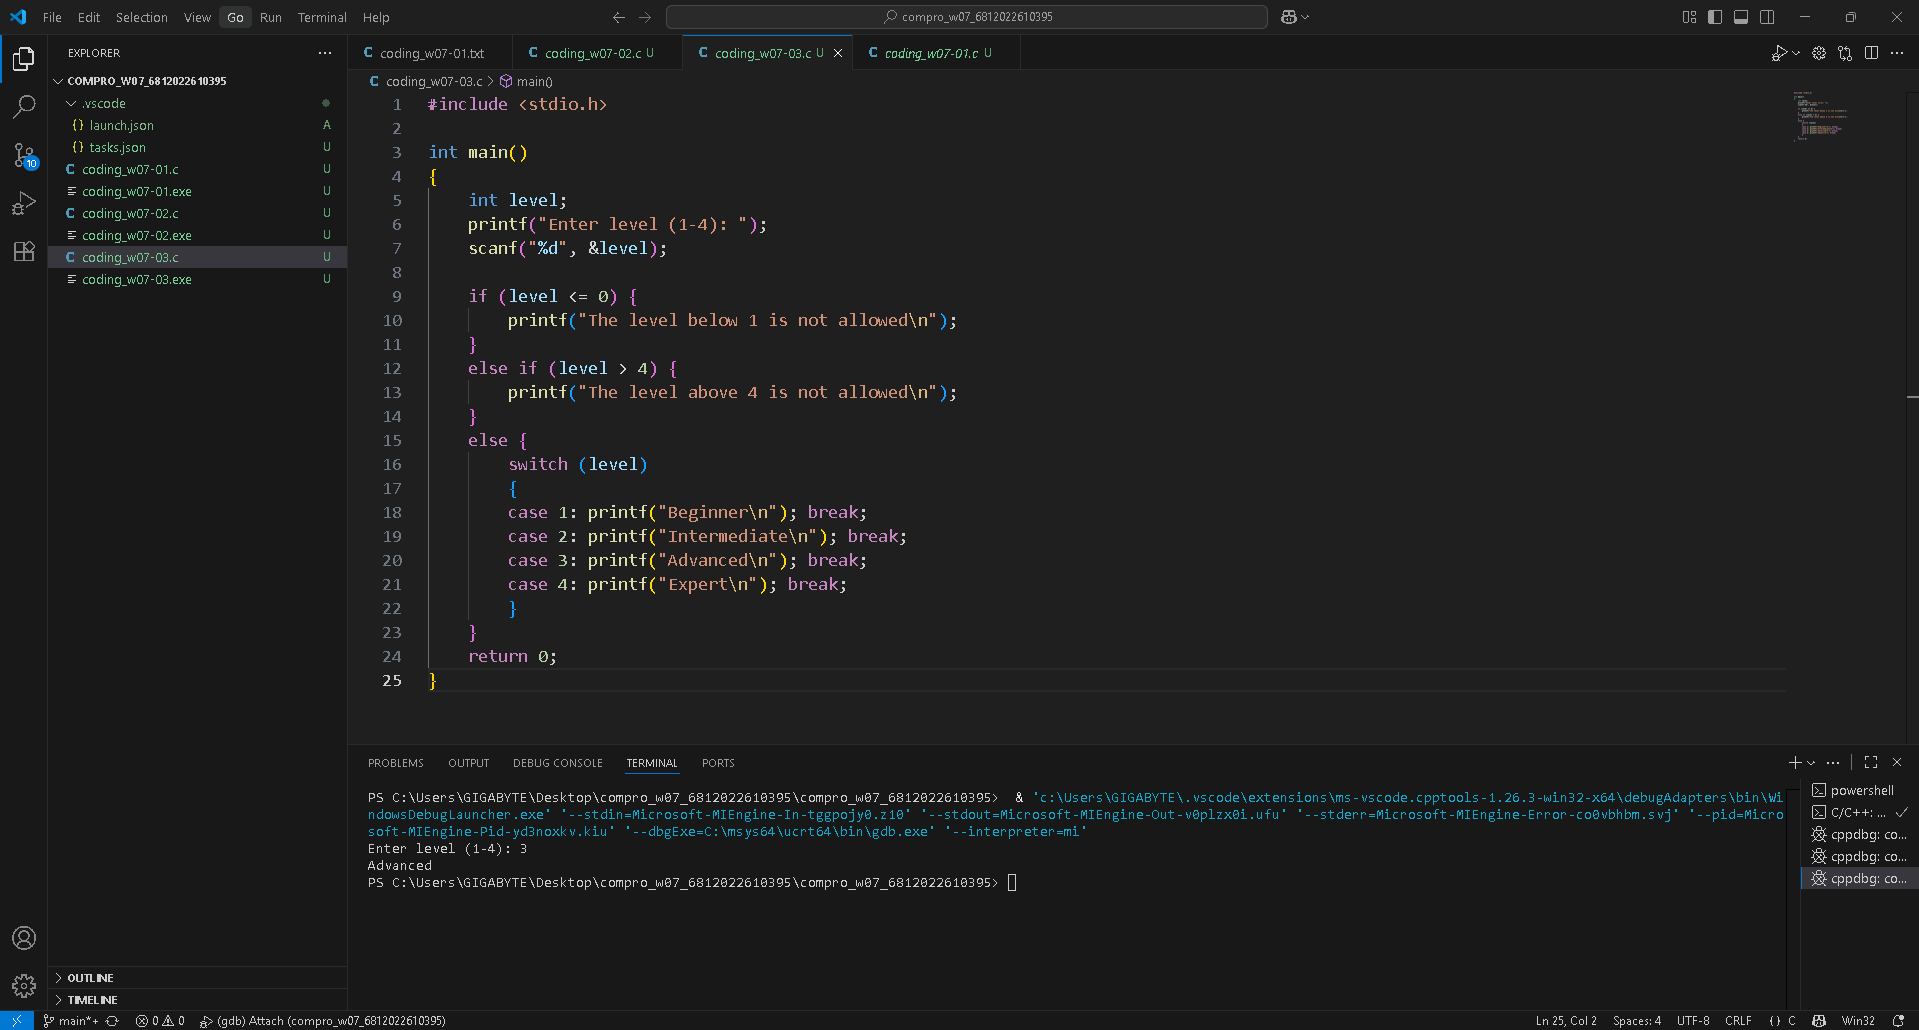 File Edit Selection View Go Run Terminal Help
compro_w07_6812022610395
EXPLORER
COMPRO_W07_6812022610395
.vscode
{} launch.json A
{} tasks.json U
C coding_w07-01.c U
coding_w07-01.exe U
C coding_w07-02.c U
coding_w07-02.exe U
C coding_w07-03.c U
coding_w07-03.exe U
10
OUTLINE
TIMELINE
C coding_w07-01.txt
C coding_w07-02.c U
C coding_w07-03.c U
C coding_w07-01.c U
C coding_w07-03.c > main()
1 #include <stdio.h>
2
3 int main()
4 {
5 int level;
6 printf("Enter level (1-4): ");
7 scanf("%d", &level);
8
9 if (level <= 0) {
10 printf("The level below 1 is not allowed\n");
11 }
12 else if (level > 4) {
13 printf("The level above 4 is not allowed\n");
14 }
15 else {
16 switch (level)
17 {
18 case 1: printf("Beginner\n"); break;
19 case 2: printf("Intermediate\n"); break;
20 case 3: printf("Advanced\n"); break;
21 case 4: printf("Expert\n"); break;
22 }
23 }
24 return 0;
25 }
PROBLEMS OUTPUT DEBUG CONSOLE TERMINAL PORTS
PS C:\Users\GIGABYTE\Desktop\compro_w07_6812022610395\compro_w07_6812022610395> & 'c:\Users\GIGABYTE\.vscode\extensions\ms-vscode.cpptools-1.26.3-win32-x64\debugAdapters\bin\Wi
ndowsDebugLauncher.exe' '--stdin=Microsoft-MIEngine-In-tggpojy0.z10' '--stdout=Microsoft-MIEngine-Out-v0plzx0i.ufu' '--stderr=Microsoft-MIEngine-Error-co0vbhbm.svj' '--pid=Micro
soft-MIEngine-Pid-yd3noxkv.kiu' '--dbgExe=C:\msys64\ucrt64\bin\gdb.exe' '--interpreter=mi'
Enter level (1-4): 3
Advanced
PS C:\Users\GIGABYTE\Desktop\compro_w07_6812022610395\compro_w07_6812022610395>
powershell
C/C++: ...
cppdbg: co...
cppdbg: co...
cppdbg: co...
main*+ 0 0 (gdb) Attach (compro_w07_6812022610395)
Ln 25, Col 2 Spaces: 4 UTF-8 CRLF {} C Win32